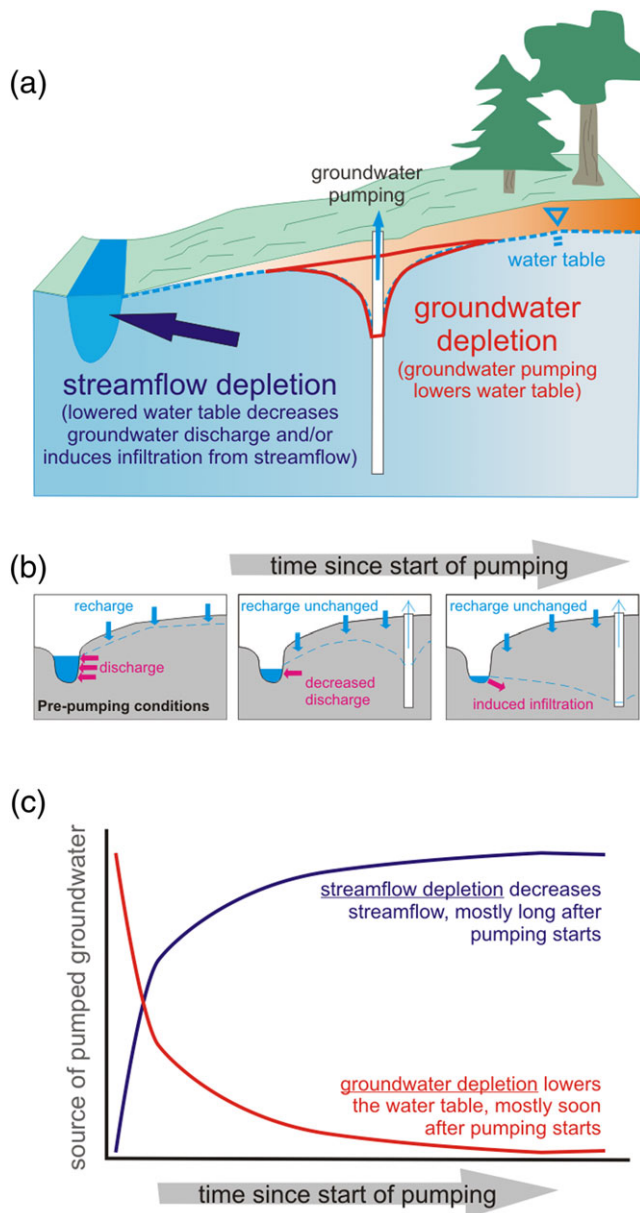 (a)
groundwater
pumping
water table
groundwater
depletion
(groundwater pumping
lowers water table)
streamflow depletion
(lowered water table decreases
groundwater discharge and/or
induces infiltration from streamflow)
(b)
time since start of pumping
recharge
discharge
Pre-pumping conditions
recharge unchanged
decreased
discharge
recharge unchanged
induced infiltration
(c)
source of pumped groundwater
streamflow depletion decreases
streamflow, mostly long after
pumping starts
groundwater depletion lowers
the water table, mostly soon
after pumping starts
time since start of pumping